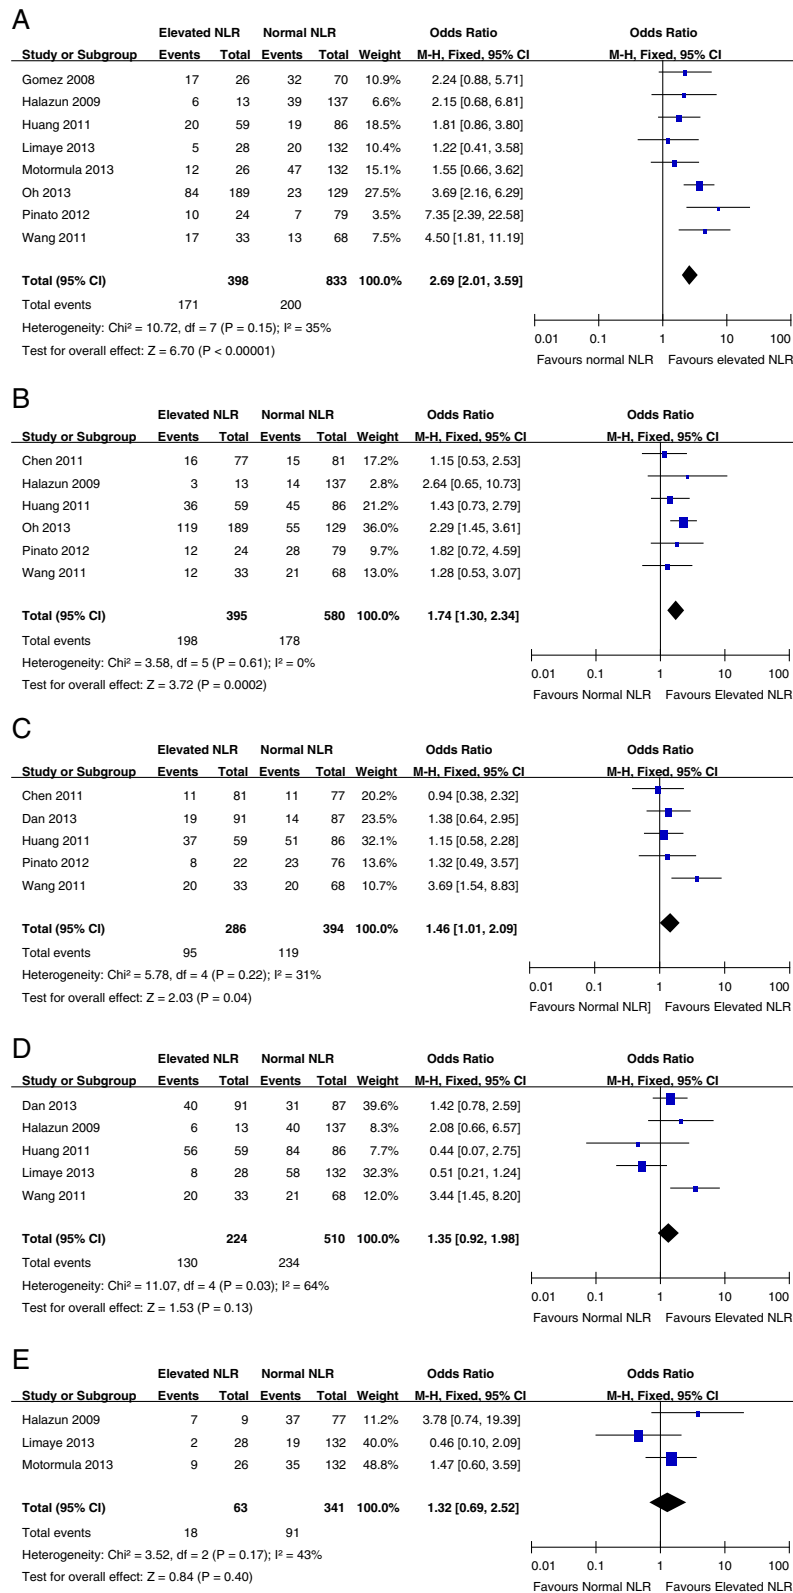 A
Elevated NLR Normal NLR Odds Ratio Odds Ratio
Study or Subgroup Events Total Events Total Weight M-H, Fixed, 95% CI M-H, Fixed, 95% CI
Gomez 2008 17 26 32 70 10.9% 2.24 [0.88, 5.71]
Halazun 2009 6 13 39 137 6.6% 2.15 [0.68, 6.81]
Huang 2011 20 59 19 86 18.5% 1.81 [0.86, 3.80]
Limaye 2013 5 28 20 132 10.4% 1.22 [0.41, 3.58]
Motormula 2013 12 26 47 132 15.1% 1.55 [0.66, 3.62]
Oh 2013 84 189 23 129 27.5% 3.69 [2.16, 6.29]
Pinato 2012 10 24 7 79 3.5% 7.35 [2.39, 22.58]
Wang 2011 17 33 13 68 7.5% 4.50 [1.81, 11.19]
Total (95% CI) 398 833 100.0% 2.69 [2.01, 3.59]
Total events 171 200
Heterogeneity: Chi² = 10.72, df = 7 (P = 0.15); I² = 35%
Test for overall effect: Z = 6.70 (P < 0.00001)
0.01 0.1 1 10 100
Favours normal NLR Favours elevated NLR
B
Elevated NLR Normal NLR Odds Ratio Odds Ratio
Study or Subgroup Events Total Events Total Weight M-H, Fixed, 95% CI M-H, Fixed, 95% CI
Chen 2011 16 77 15 81 17.2% 1.15 [0.53, 2.53]
Halazun 2009 3 13 14 137 2.8% 2.64 [0.65, 10.73]
Huang 2011 36 59 45 86 21.2% 1.43 [0.73, 2.79]
Oh 2013 119 189 55 129 36.0% 2.29 [1.45, 3.61]
Pinato 2012 12 24 28 79 9.7% 1.82 [0.72, 4.59]
Wang 2011 12 33 21 68 13.0% 1.28 [0.53, 3.07]
Total (95% CI) 395 580 100.0% 1.74 [1.30, 2.34]
Total events 198 178
Heterogeneity: Chi² = 3.58, df = 5 (P = 0.61); I² = 0%
Test for overall effect: Z = 3.72 (P = 0.0002)
0.01 0.1 1 10 100
Favours Normal NLR Favours Elevated NLR
C
Elevated NLR Normal NLR Odds Ratio Odds Ratio
Study or Subgroup Events Total Events Total Weight M-H, Fixed, 95% CI M-H, Fixed, 95% CI
Chen 2011 11 81 11 77 20.2% 0.94 [0.38, 2.32]
Dan 2013 19 91 14 87 23.5% 1.38 [0.64, 2.95]
Huang 2011 37 59 51 86 32.1% 1.15 [0.58, 2.28]
Pinato 2012 8 22 23 76 13.6% 1.32 [0.49, 3.57]
Wang 2011 20 33 20 68 10.7% 3.69 [1.54, 8.83]
Total (95% CI) 286 394 100.0% 1.46 [1.01, 2.09]
Total events 95 119
Heterogeneity: Chi² = 5.78, df = 4 (P = 0.22); I² = 31%
Test for overall effect: Z = 2.03 (P = 0.04)
0.01 0.1 1 10 100
Favours Normal NLR] Favours Elevated NLR
D
Elevated NLR Normal NLR Odds Ratio Odds Ratio
Study or Subgroup Events Total Events Total Weight M-H, Fixed, 95% CI M-H, Fixed, 95% CI
Dan 2013 40 91 31 87 39.6% 1.42 [0.78, 2.59]
Halazun 2009 6 13 40 137 8.3% 2.08 [0.66, 6.57]
Huang 2011 56 59 84 86 7.7% 0.44 [0.07, 2.75]
Limaye 2013 8 28 58 132 32.3% 0.51 [0.21, 1.24]
Wang 2011 20 33 21 68 12.0% 3.44 [1.45, 8.20]
Total (95% CI) 224 510 100.0% 1.35 [0.92, 1.98]
Total events 130 234
Heterogeneity: Chi² = 11.07, df = 4 (P = 0.03); I² = 64%
Test for overall effect: Z = 1.53 (P = 0.13)
0.01 0.1 1 10 100
Favours Normal NLR Favours Elevated NLR
E
Elevated NLR Normal NLR Odds Ratio Odds Ratio
Study or Subgroup Events Total Events Total Weight M-H, Fixed, 95% CI M-H, Fixed, 95% CI
Halazun 2009 7 9 37 77 11.2% 3.78 [0.74, 19.39]
Limaye 2013 2 28 19 132 40.0% 0.46 [0.10, 2.09]
Motormula 2013 9 26 35 132 48.8% 1.47 [0.60, 3.59]
Total (95% CI) 63 341 100.0% 1.32 [0.69, 2.52]
Total events 18 91
Heterogeneity: Chi² = 3.52, df = 2 (P = 0.17); I² = 43%
Test for overall effect: Z = 0.84 (P = 0.40)
0.01 0.1 1 10 100
Favours Normal NLR Favours Elevated NLR